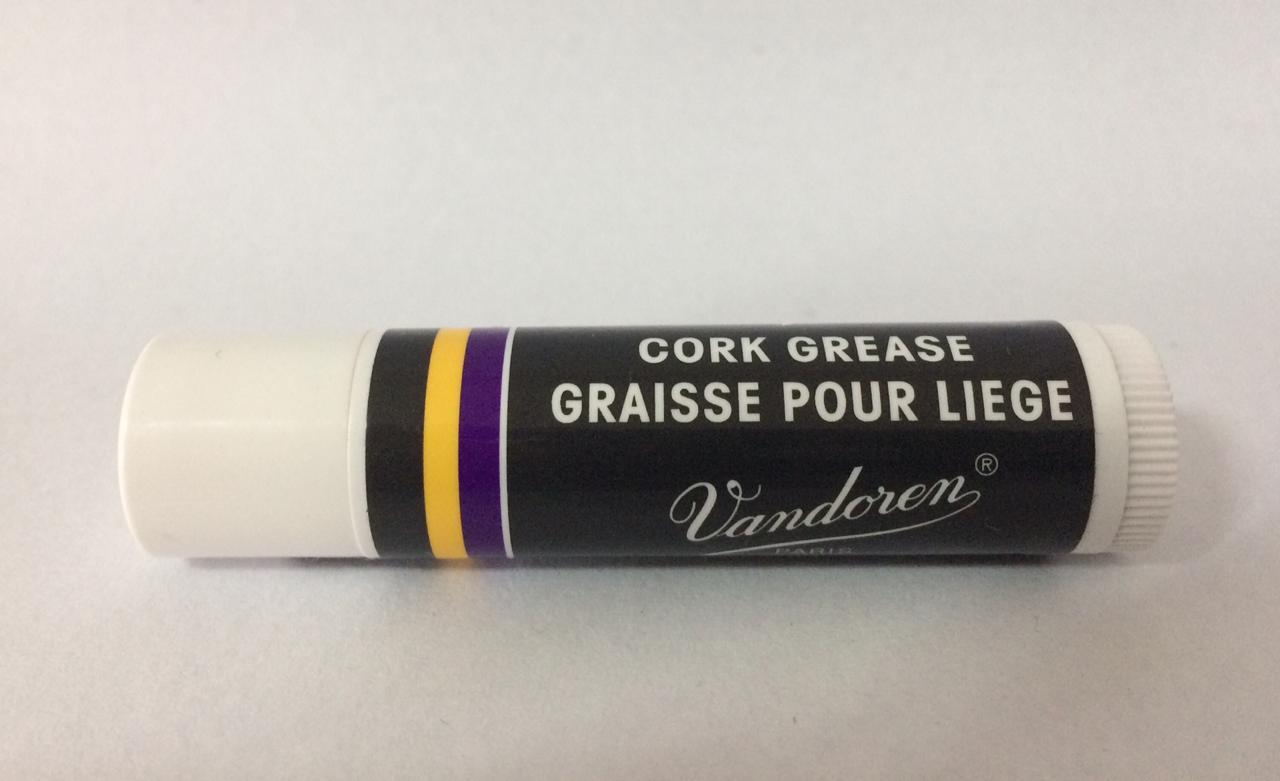 CORK GREASE
GRAISSE POUR LIEGE
Vandoren®
PARIS